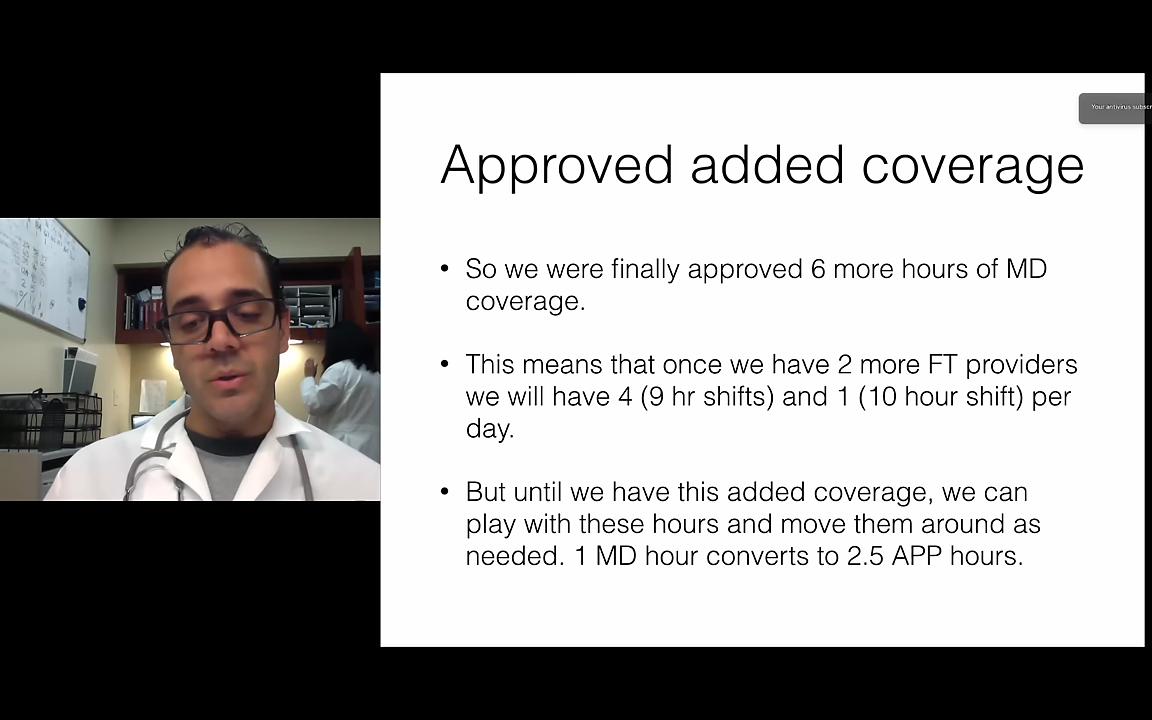 Your antivirus
Approved added coverage
• So we were finally approved 6 more hours of MD
coverage.
• This means that once we have 2 more FT providers
we will have 4 (9 hr shifts) and 1 (10 hour shift) per
day.
• But until we have this added coverage, we can
play with these hours and move them around as
needed. 1 MD hour converts to 2.5 APP hours.